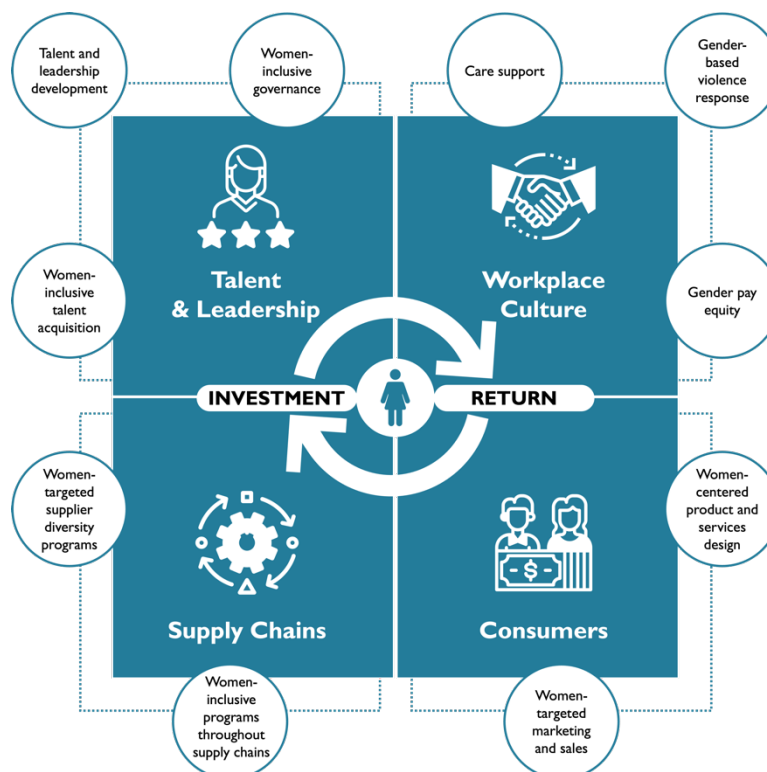 Talent and
leadership
development
Women-
inclusive
governance
Care support
Gender-
based
violence
response
Talent
& Leadership
Workplace
Culture
Women-
inclusive
talent
acquisition
Gender pay
equity
INVESTMENT
RETURN
Women-
targeted
supplier
diversity
programs
Women-
centered
product and
services
design
$
Supply Chains
Consumers
Women-
inclusive
programs
throughout
supply chains
Women-
targeted
marketing
and sales